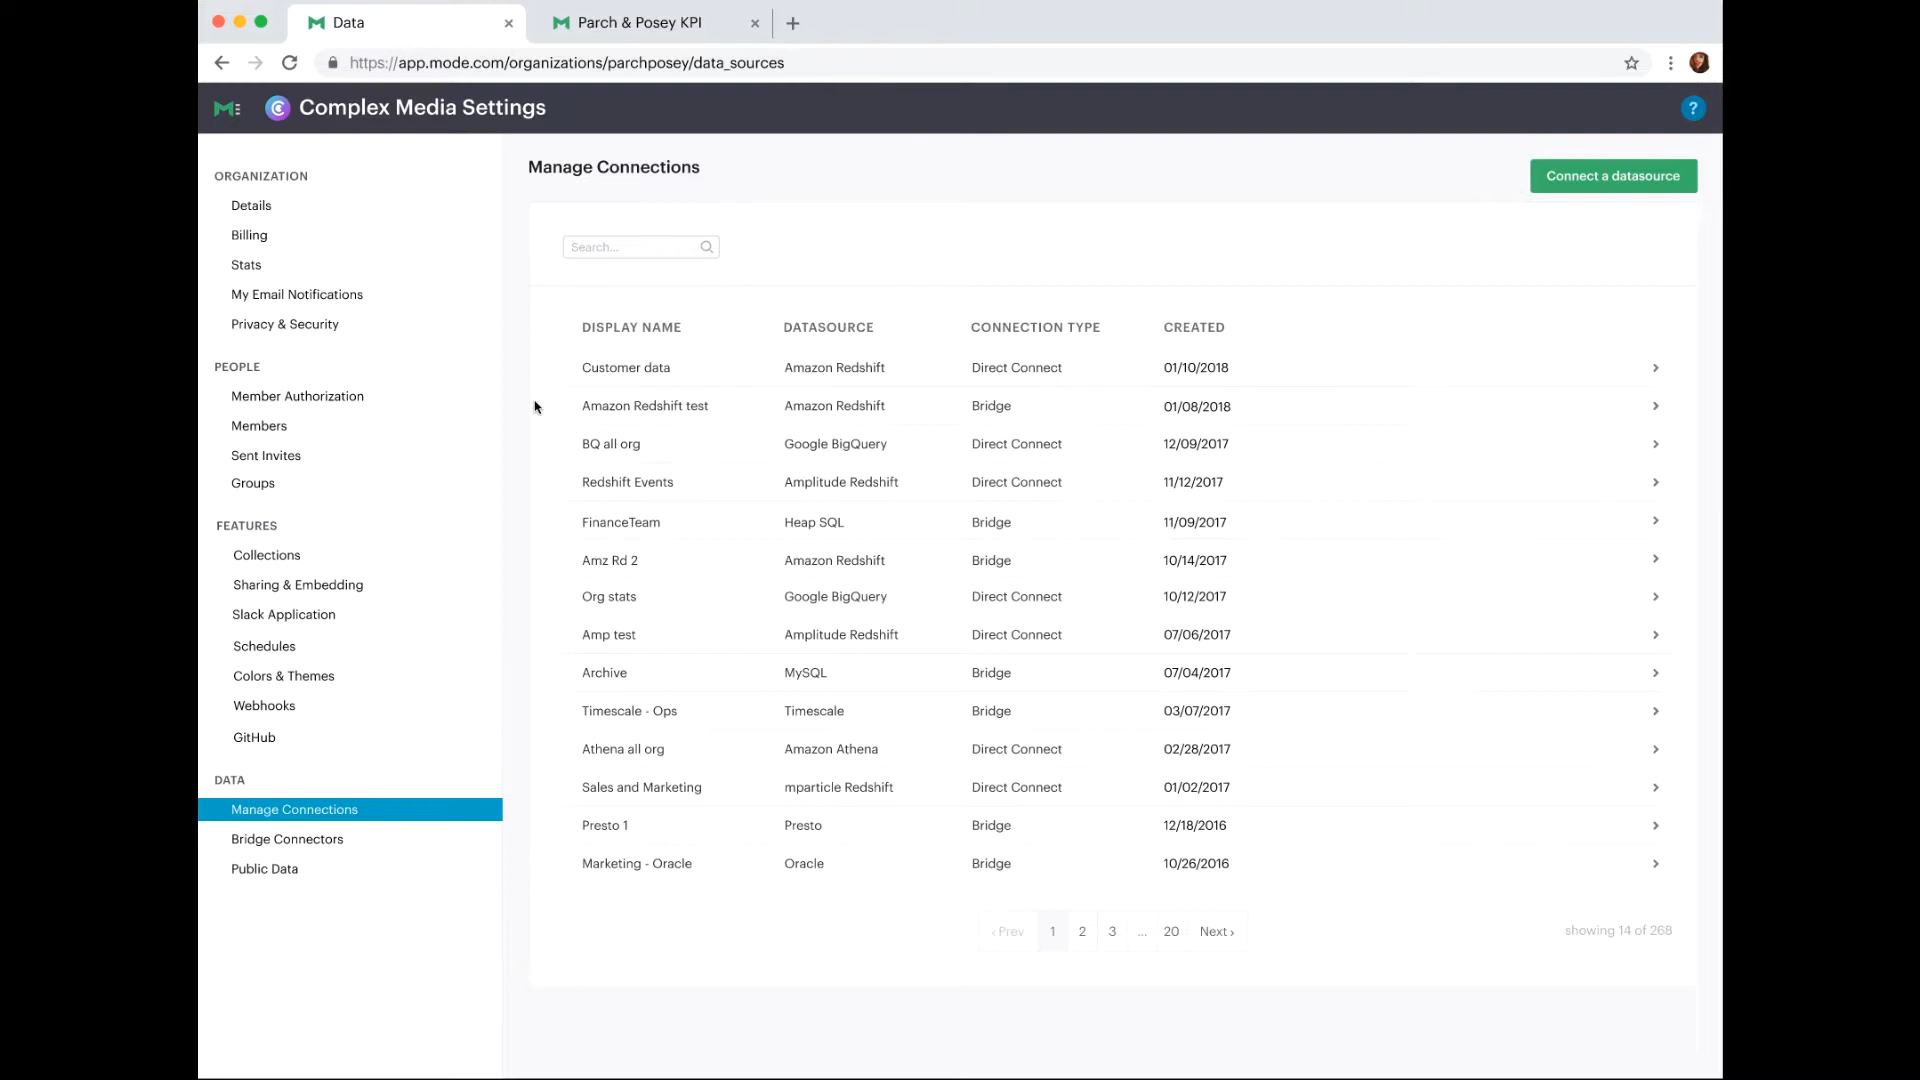 Data
Parch & Posey KPI
https://app.mode.com/organizations/parchposey/data_sources
Complex Media Settings
?
ORGANIZATION
Details
Billing
Stats
My Email Notifications
Privacy & Security
PEOPLE
Member Authorization
Members
Sent Invites
Groups
FEATURES
Collections
Sharing & Embedding
Slack Application
Schedules
Colors & Themes
Webhooks
GitHub
DATA
Manage Connections
Bridge Connectors
Public Data
Manage Connections
Connect a datasource
Search...
DISPLAY NAME DATASOURCE CONNECTION TYPE CREATED
Customer data Amazon Redshift Direct Connect 01/10/2018
Amazon Redshift test Amazon Redshift Bridge 01/08/2018
BQ all org Google BigQuery Direct Connect 12/09/2017
Redshift Events Amplitude Redshift Direct Connect 11/12/2017
FinanceTeam Heap SQL Bridge 11/09/2017
Amz Rd 2 Amazon Redshift Bridge 10/14/2017
Org stats Google BigQuery Direct Connect 10/12/2017
Amp test Amplitude Redshift Direct Connect 07/06/2017
Archive MySQL Bridge 07/04/2017
Timescale - Ops Timescale Bridge 03/07/2017
Athena all org Amazon Athena Direct Connect 02/28/2017
Sales and Marketing mparticle Redshift Direct Connect 01/02/2017
Presto 1 Presto Bridge 12/18/2016
Marketing - Oracle Oracle Bridge 10/26/2016
‹ Prev 1 2 3 ... 20 Next ›
showing 14 of 268